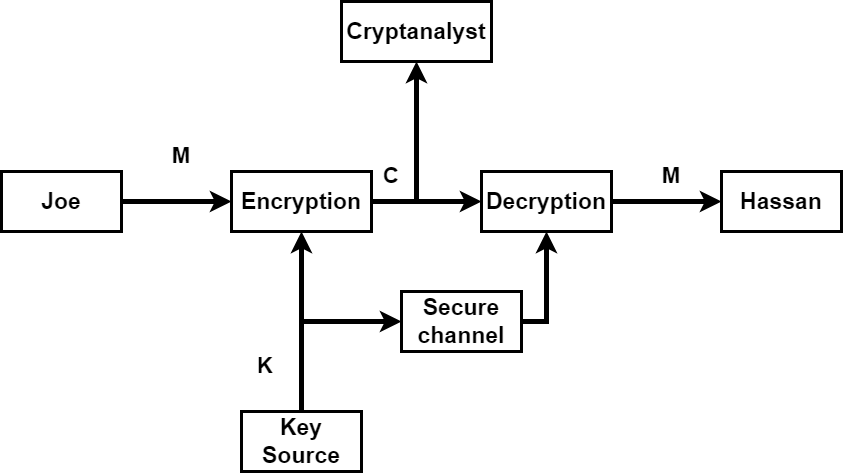 Cryptanalyst
M
C
M
Joe
Encryption
Decryption
Hassan
Secure
channel
K
Key
Source